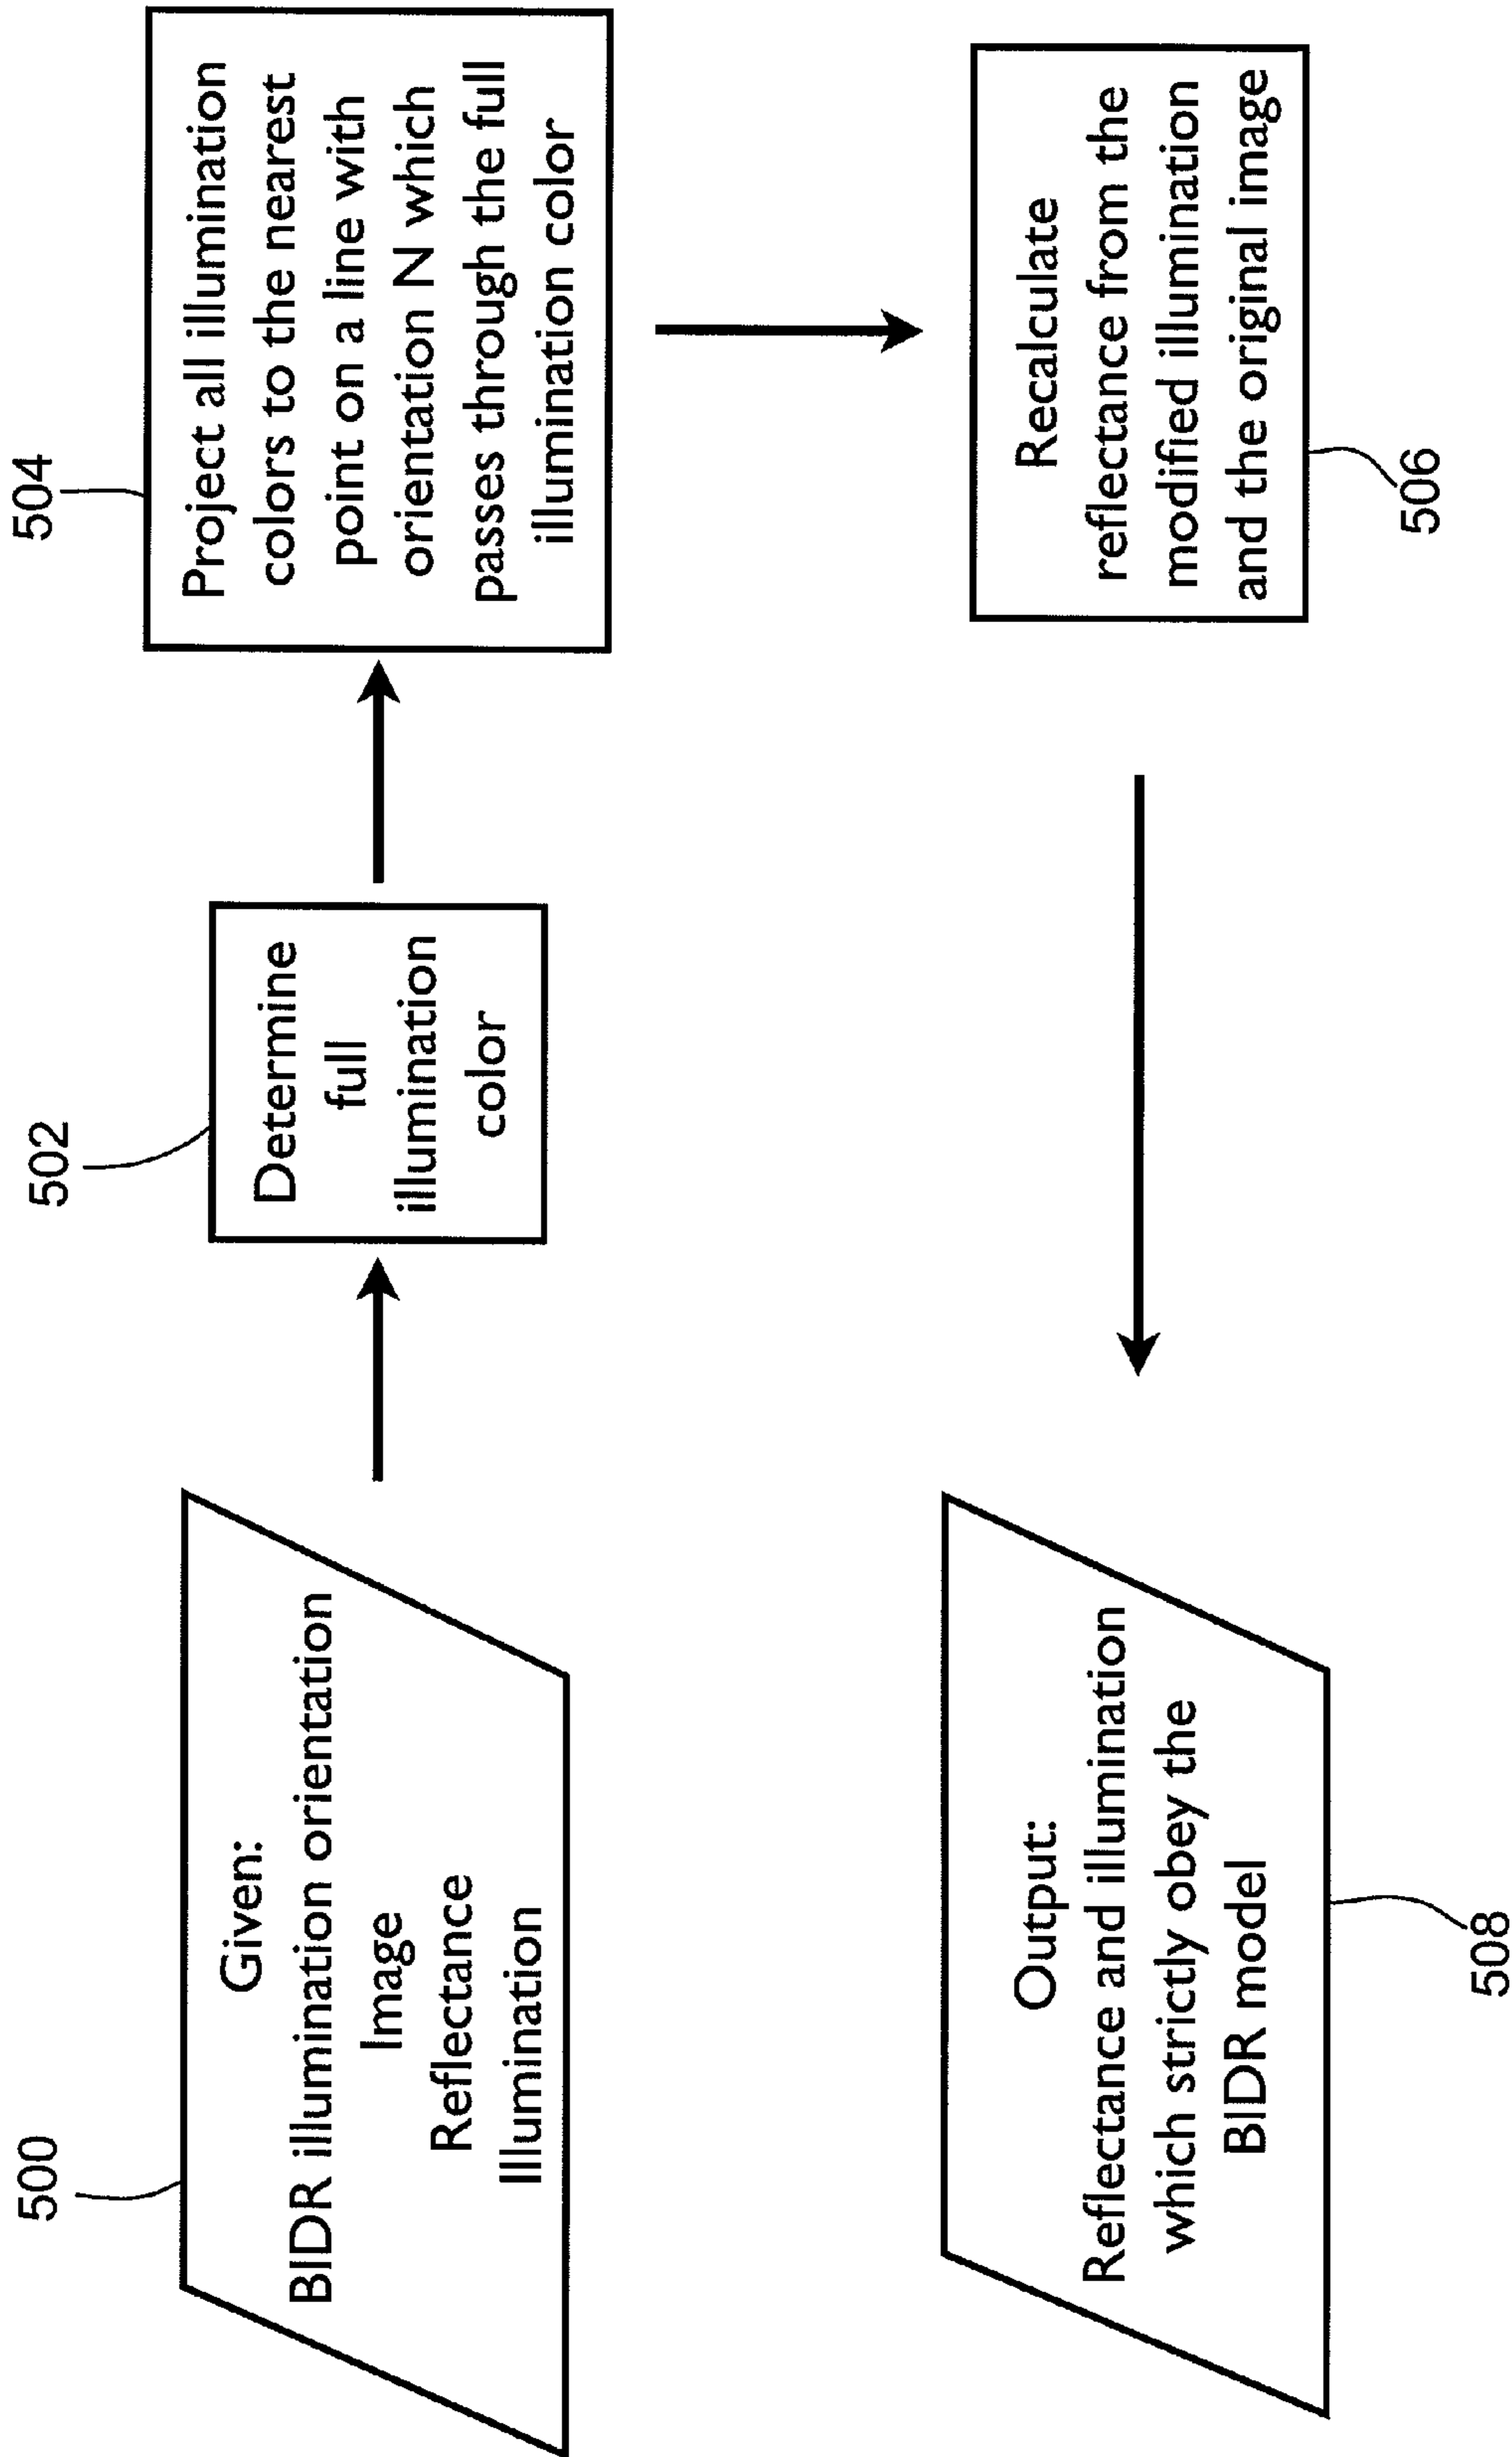 500
Given:
BIDR illumination orientation
Image
Reflectance
Illumination
502
Determine
full
illumination
color
504
Project all illumination
colors to the nearest
point on a line with
orientation N which
passes through the full
illumination color
Recalculate
reflectance from the
modified illumination
and the original image
506
Output:
Reflectance and illumination
which strictly obey the
BIDR model
508